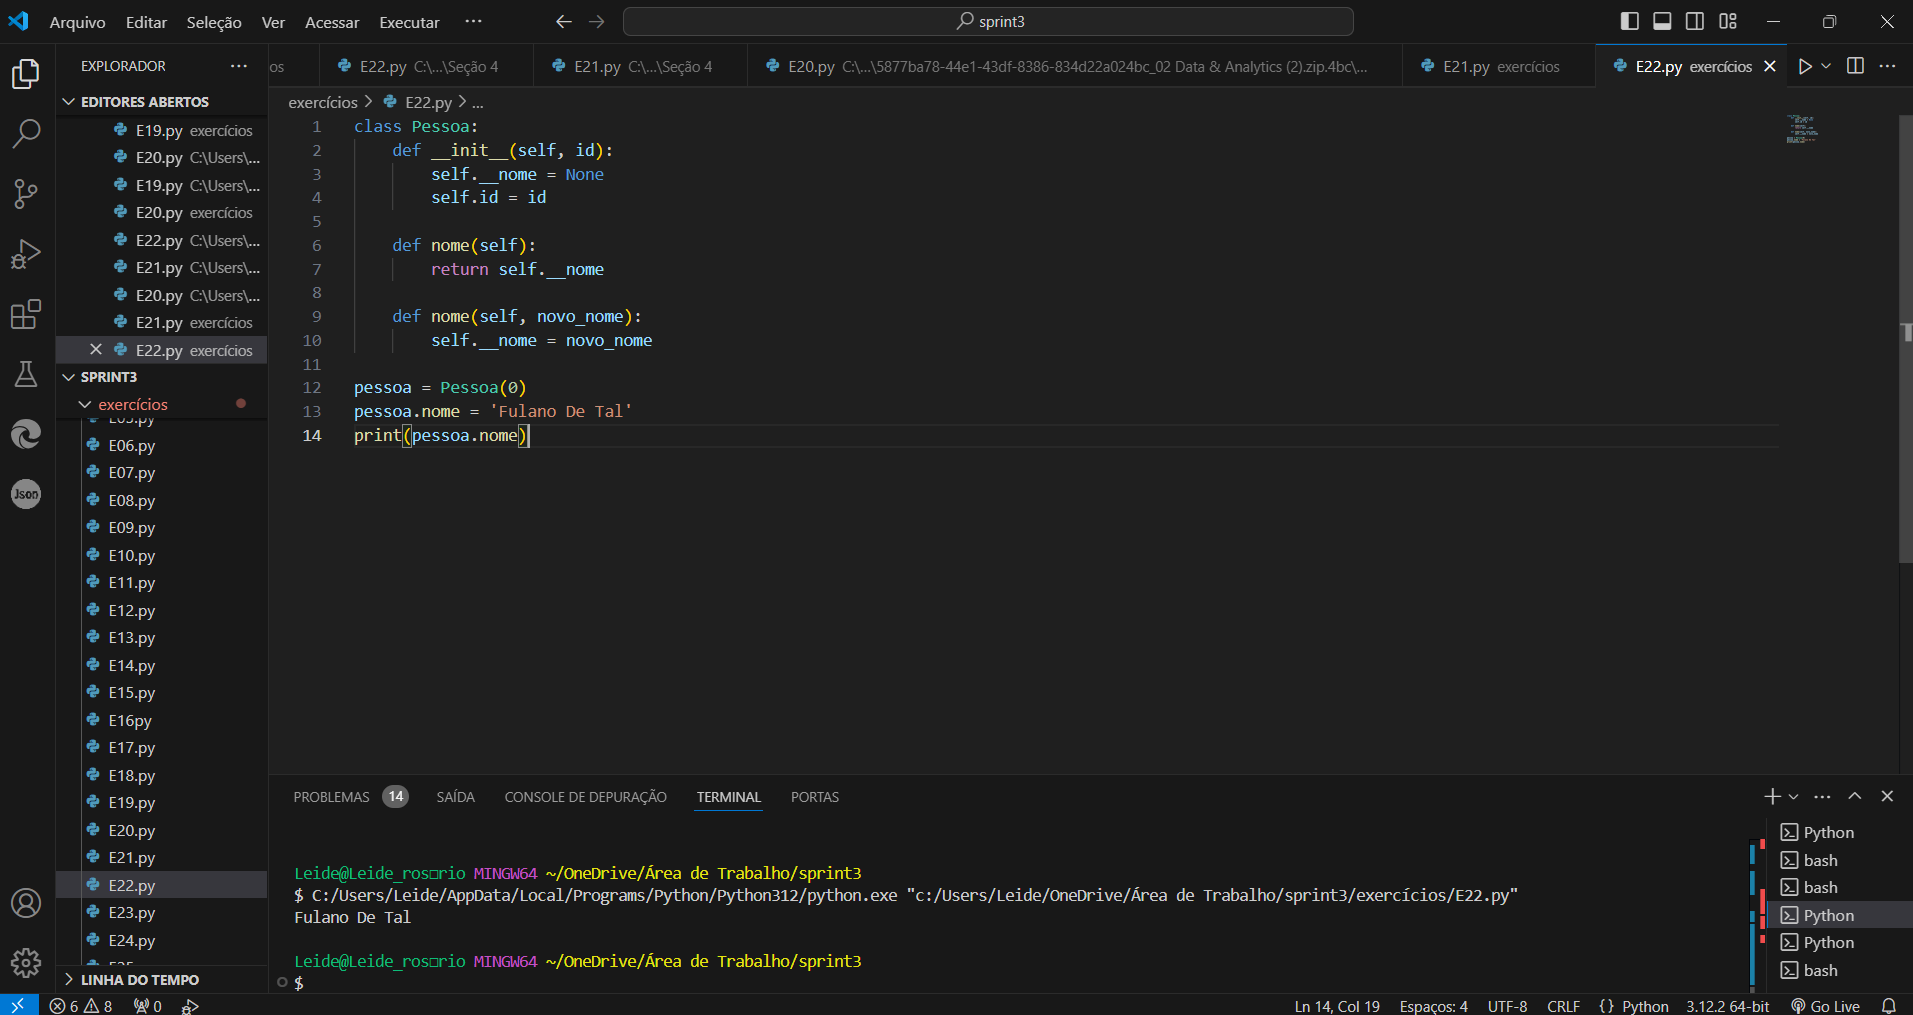 Arquivo Editar Seleção Ver Acessar Executar ··· sprint3
EXPLORADOR ···
EDITORES ABERTOS
E19.py exercícios
E20.py C:\Users\...
E19.py C:\Users\...
E20.py exercícios
E22.py C:\Users\...
E21.py C:\Users\...
E20.py C:\Users\...
E21.py exercícios
E22.py exercícios
SPRINT3
exercícios
E05.py
E06.py
E07.py
E08.py
E09.py
E10.py
E11.py
E12.py
E13.py
E14.py
E15.py
E16py
E17.py
E18.py
E19.py
E20.py
E21.py
E22.py
E23.py
E24.py
LINHA DO TEMPO
os E22.py C:\...\Seção 4 E21.py C:\...\Seção 4 E20.py C:\...\5877ba78-44e1-43df-8386-834d22a024bc_02 Data & Analytics (2).zip.4bc\... E21.py exercícios E22.py exercícios
exercícios > E22.py > ...
1 class Pessoa:
2 def __init__(self, id):
3 self.__nome = None
4 self.id = id
5
6 def nome(self):
7 return self.__nome
8
9 def nome(self, novo_nome):
10 self.__nome = novo_nome
11
12 pessoa = Pessoa(0)
13 pessoa.nome = 'Fulano De Tal'
14 print(pessoa.nome)
PROBLEMAS 14 SAÍDA CONSOLE DE DEPURAÇÃO TERMINAL PORTAS
Leide@Leide_ros□rio MINGW64 ~/OneDrive/Área de Trabalho/sprint3
$ C:/Users/Leide/AppData/Local/Programs/Python/Python312/python.exe "c:/Users/Leide/OneDrive/Área de Trabalho/sprint3/exercícios/E22.py"
Fulano De Tal
Leide@Leide_ros□rio MINGW64 ~/OneDrive/Área de Trabalho/sprint3
$
Python
bash
bash
Python
Python
bash
Json
6 8 0 Ln 14, Col 19 Espaços: 4 UTF-8 CRLF {} Python 3.12.2 64-bit Go Live